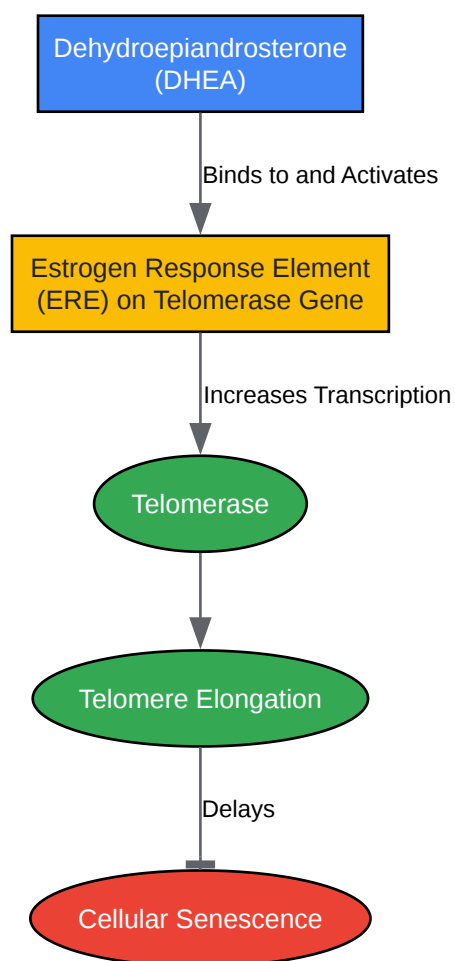 Dehydroepiandrosterone
(DHEA)
Binds to and Activates
Estrogen Response Element
(ERE) on Telomerase Gene
Increases Transcription
Telomerase
Telomere Elongation
Delays
Cellular Senescence